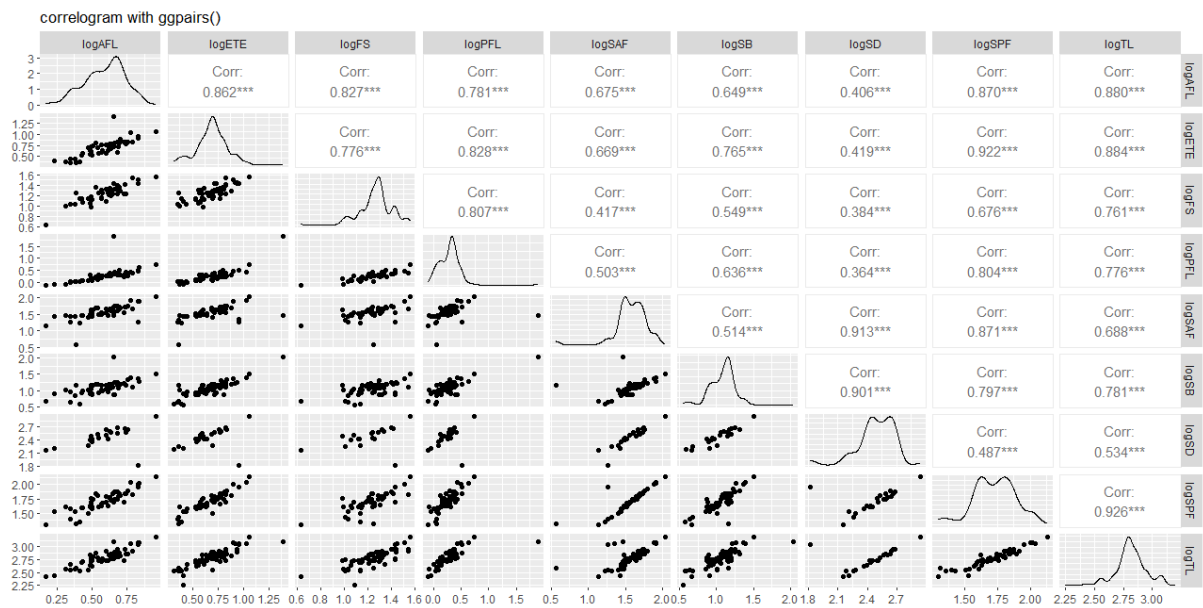 correlogram with ggpairs()
logAFL logETE logFS logPFL logSAF logSB logSD logSPF logTL
3 2 1 0
Corr: Corr: Corr: Corr: Corr: Corr: Corr: Corr:
0.862*** 0.827*** 0.781*** 0.675*** 0.649*** 0.406*** 0.870*** 0.880***
logAFL
1.25 1.00 0.75 0.50
Corr: Corr: Corr: Corr: Corr: Corr: Corr:
0.776*** 0.828*** 0.669*** 0.765*** 0.419*** 0.922*** 0.884***
logETE
1.6 1.4 1.2 1.0 0.8 0.6
Corr: Corr: Corr: Corr: Corr: Corr:
0.807*** 0.417*** 0.549*** 0.384*** 0.676*** 0.761***
logFS
1.5 1.0 0.5 0.0
Corr: Corr: Corr: Corr: Corr:
0.503*** 0.636*** 0.364*** 0.804*** 0.776***
logPFL
2.0 1.5 1.0 0.5
Corr: Corr: Corr: Corr:
0.514*** 0.913*** 0.871*** 0.688***
logSAF
2.0 1.5 1.0 0.5
Corr: Corr: Corr:
0.901*** 0.797*** 0.781***
logSB
2.7 2.4 2.1 1.8
Corr: Corr:
0.487*** 0.534***
logSD
2.00 1.75 1.50
Corr:
0.926***
logSPF
3.00 2.75 2.50 2.25
logTL
0.25 0.50 0.75 0.50 0.75 1.00 1.25 0.6 0.8 1.0 1.2 1.4 1.6 0.0 0.5 1.0 1.5 0.5 1.0 1.5 2.0 0.5 1.0 1.5 2.0 1.8 2.1 2.4 2.7 1.50 1.75 2.00 2.25 2.50 2.75 3.00